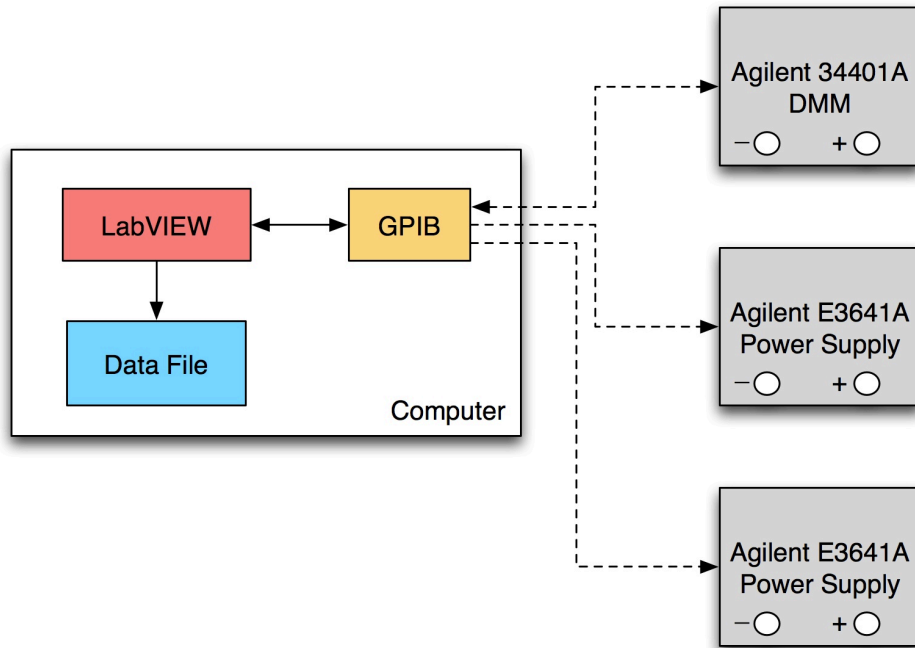 Agilent 34401A
DMM
− +
LabVIEW
GPIB
Data File
Computer
Agilent E3641A
Power Supply
− +
Agilent E3641A
Power Supply
− +